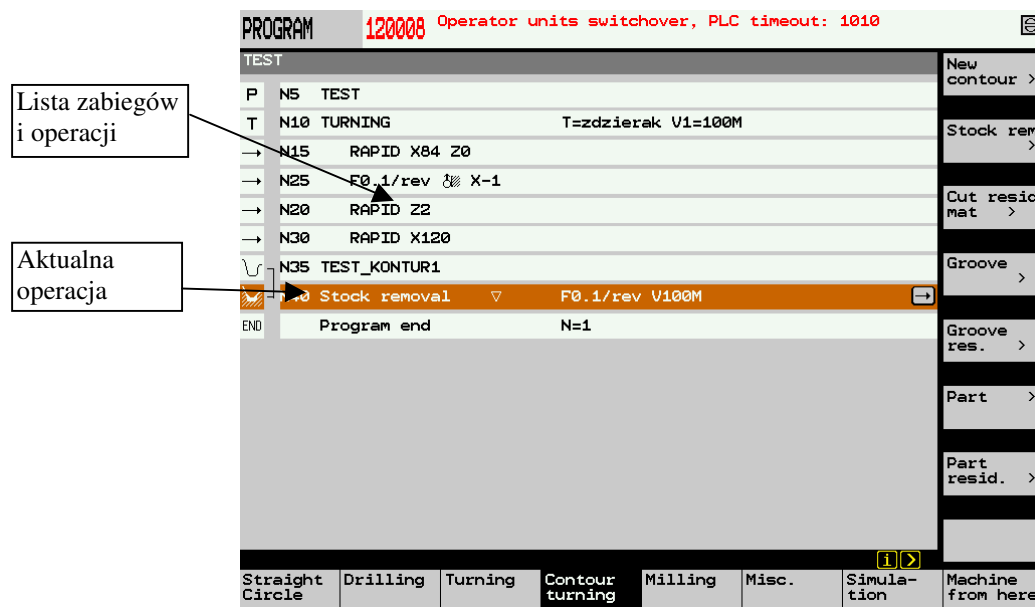 PROGRAM 120008 Operator units switchover, PLC timeout: 1010
TEST
P N5 TEST
T N10 TURNING T=zdzierak V1=100M
→ N15 RAPID X84 Z0
→ N25 F0.1/rev X-1
→ N20 RAPID Z2
→ N30 RAPID X120
N35 TEST_KONTUR1
N40 Stock removal ▽ F0.1/rev V100M →
END Program end N=1
Lista zabiegów
i operacji
Aktualna
operacja
New
contour >
Stock rem
>
Cut resid
mat >
Groove
>
Groove
res. >
Part >
Part
resid. >
i >
Straight
Circle
Drilling
Turning
Contour
turning
Milling
Misc.
Simula-
tion
Machine
from here